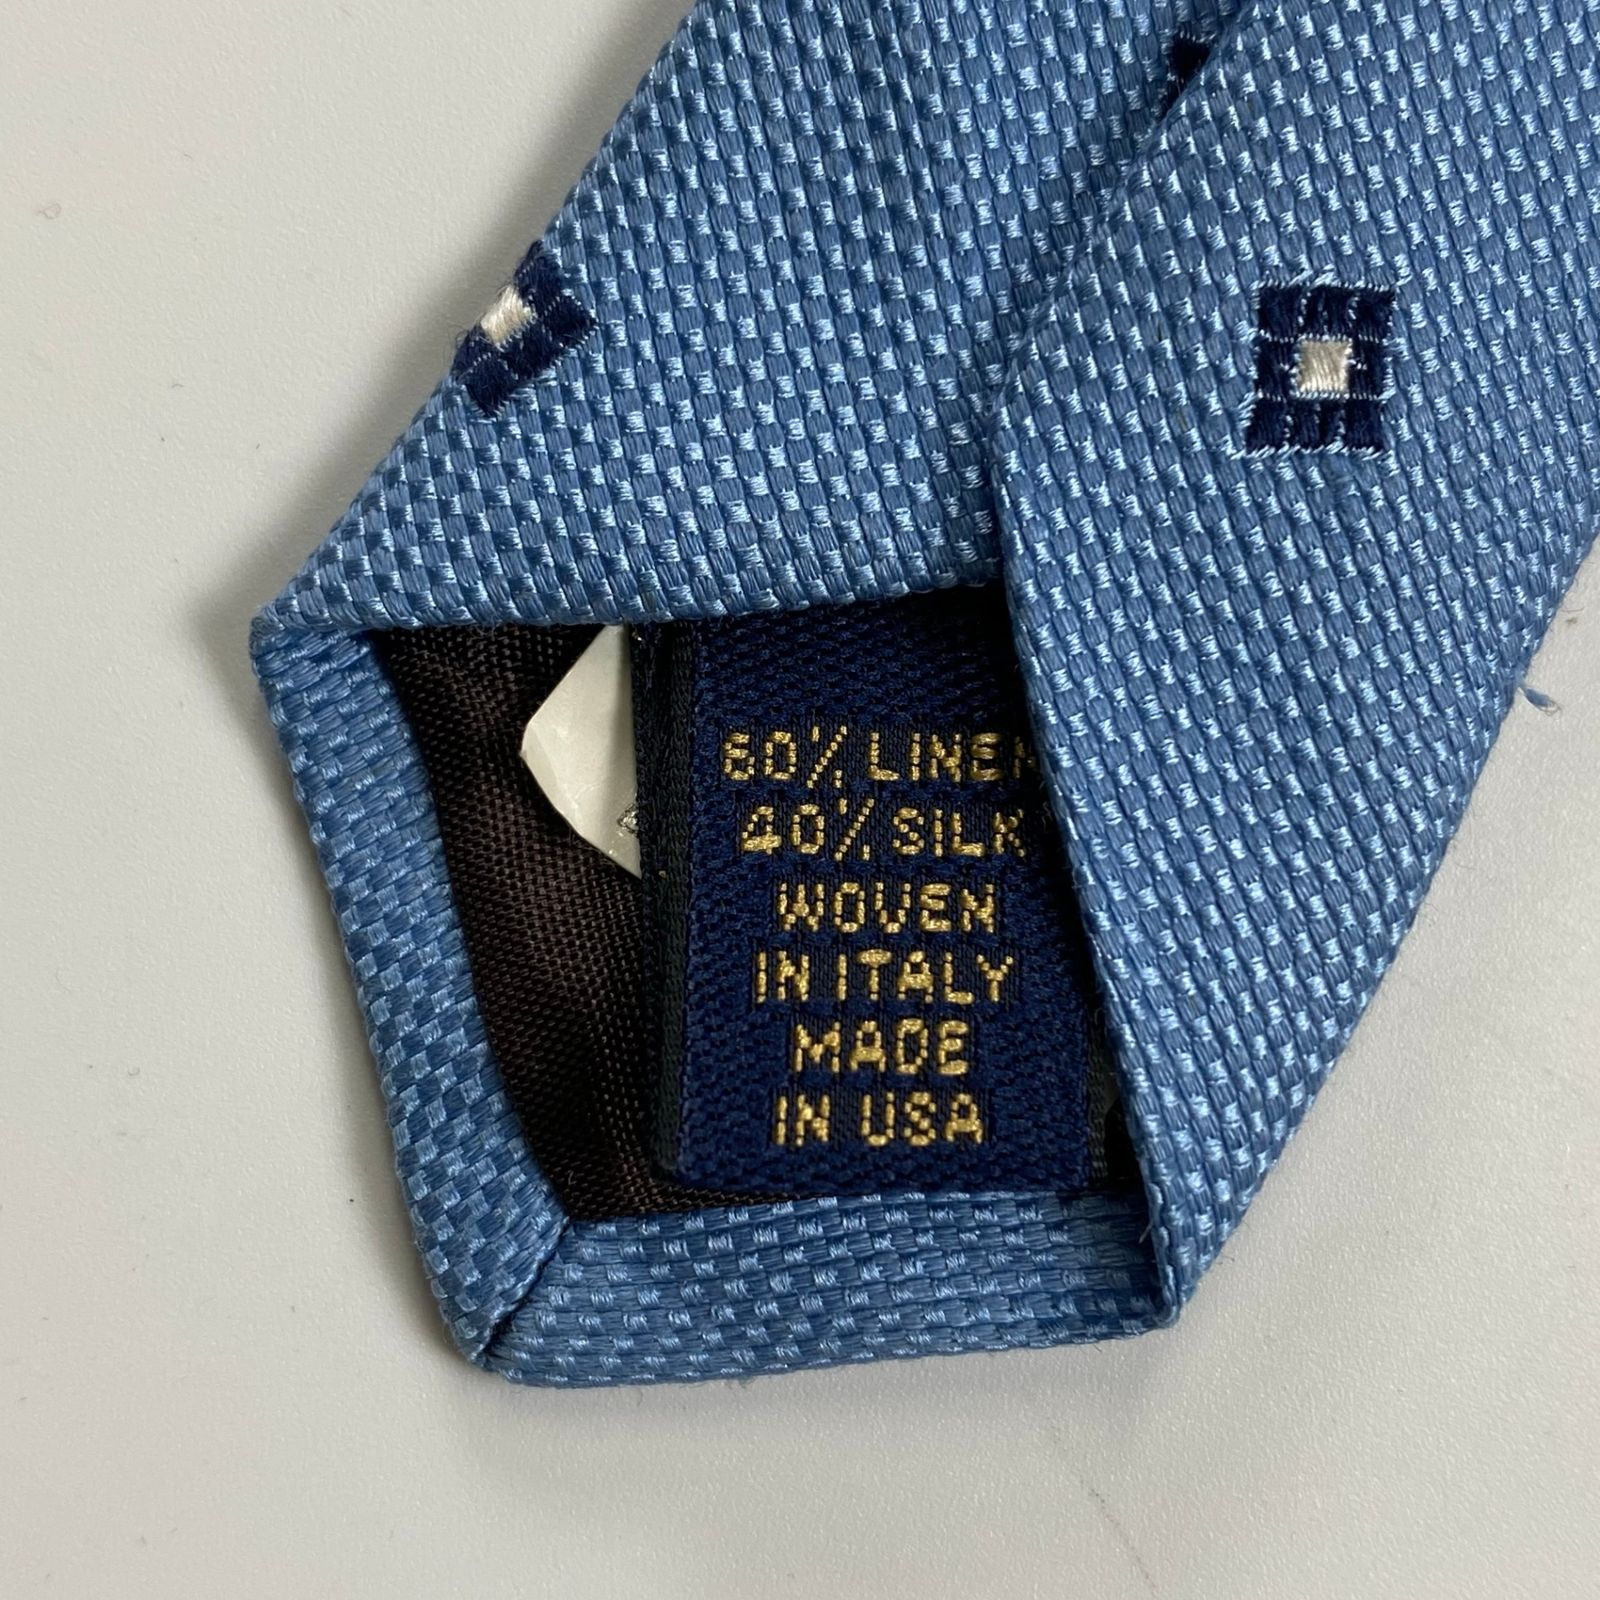 60% LINEN
40% SILK
WOVEN
IN ITALY
MADE
IN USA